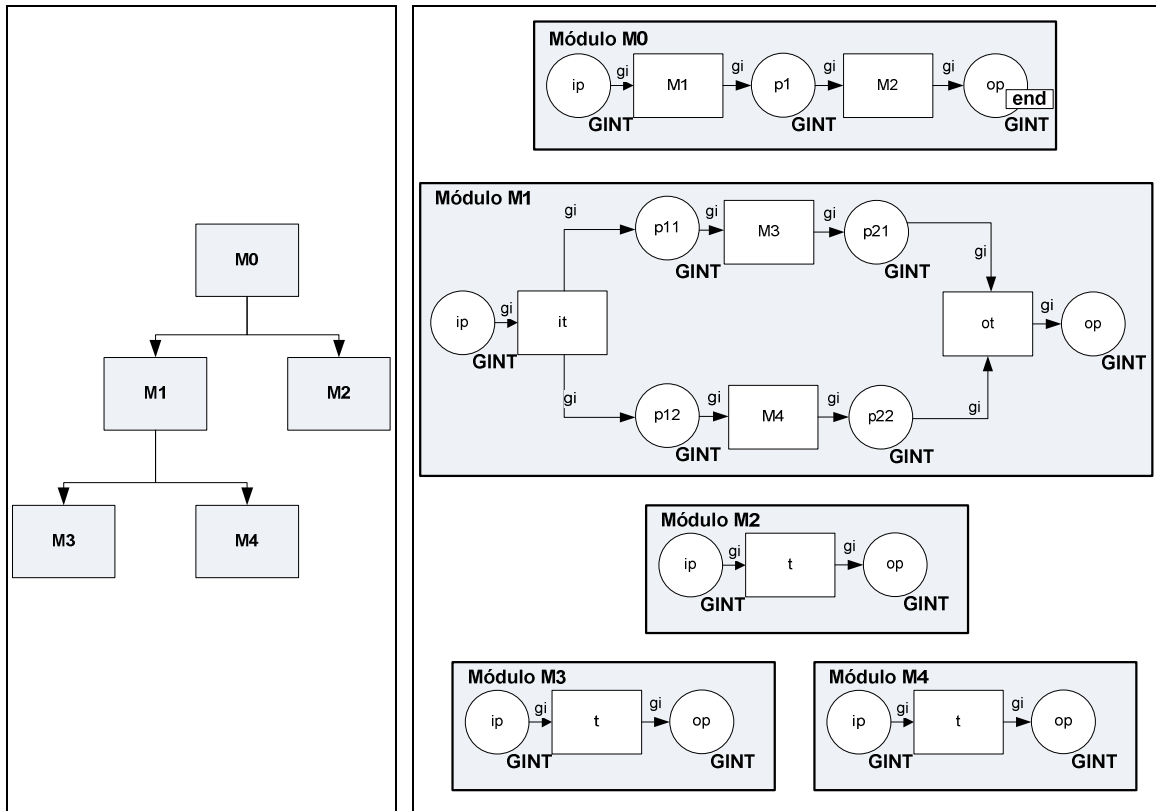 M0
M1
M2
M3
M4
Módulo M0
ip
gi
M1
gi
p1
gi
M2
gi
op
end
GINT
GINT
GINT
Módulo M1
gi
p11
gi
M3
gi
p21
GINT
GINT
gi
ip
gi
it
ot
gi
op
GINT
GINT
gi
p12
gi
M4
gi
p22
gi
GINT
GINT
Módulo M2
ip
gi
t
gi
op
GINT
GINT
Módulo M3
ip
gi
t
gi
op
GINT
GINT
Módulo M4
ip
gi
t
gi
op
GINT
GINT